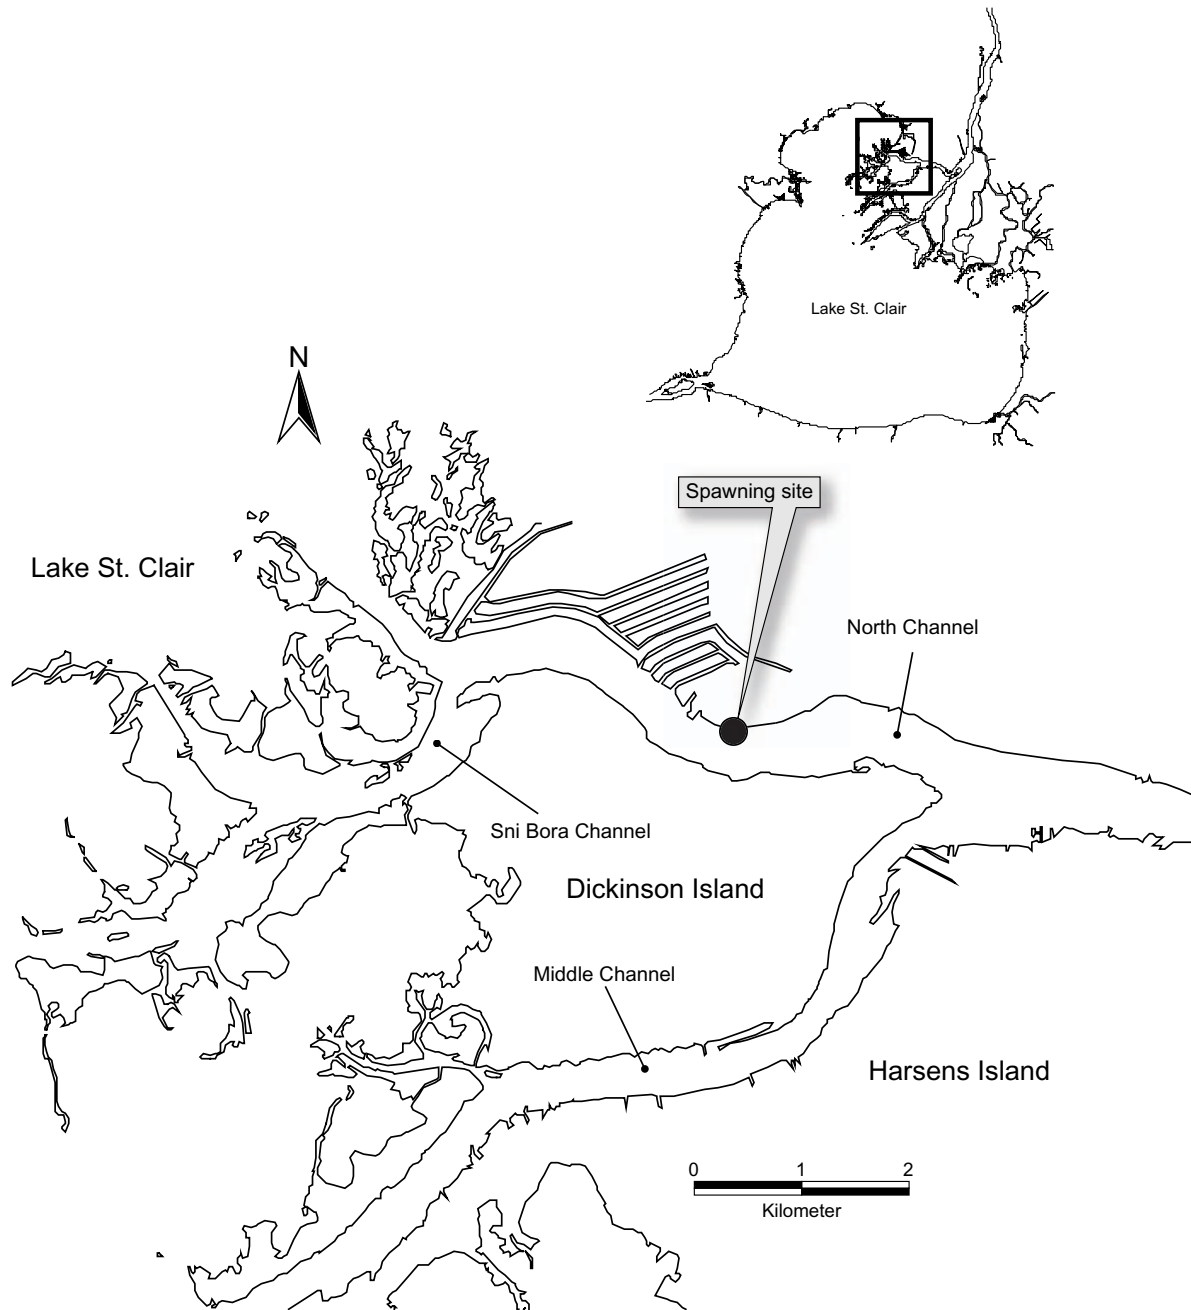 Lake St. Clair
N
Spawning site
Lake St. Clair
North Channel
Sni Bora Channel
Dickinson Island
Middle Channel
Harsens Island
0 1 2
Kilometer